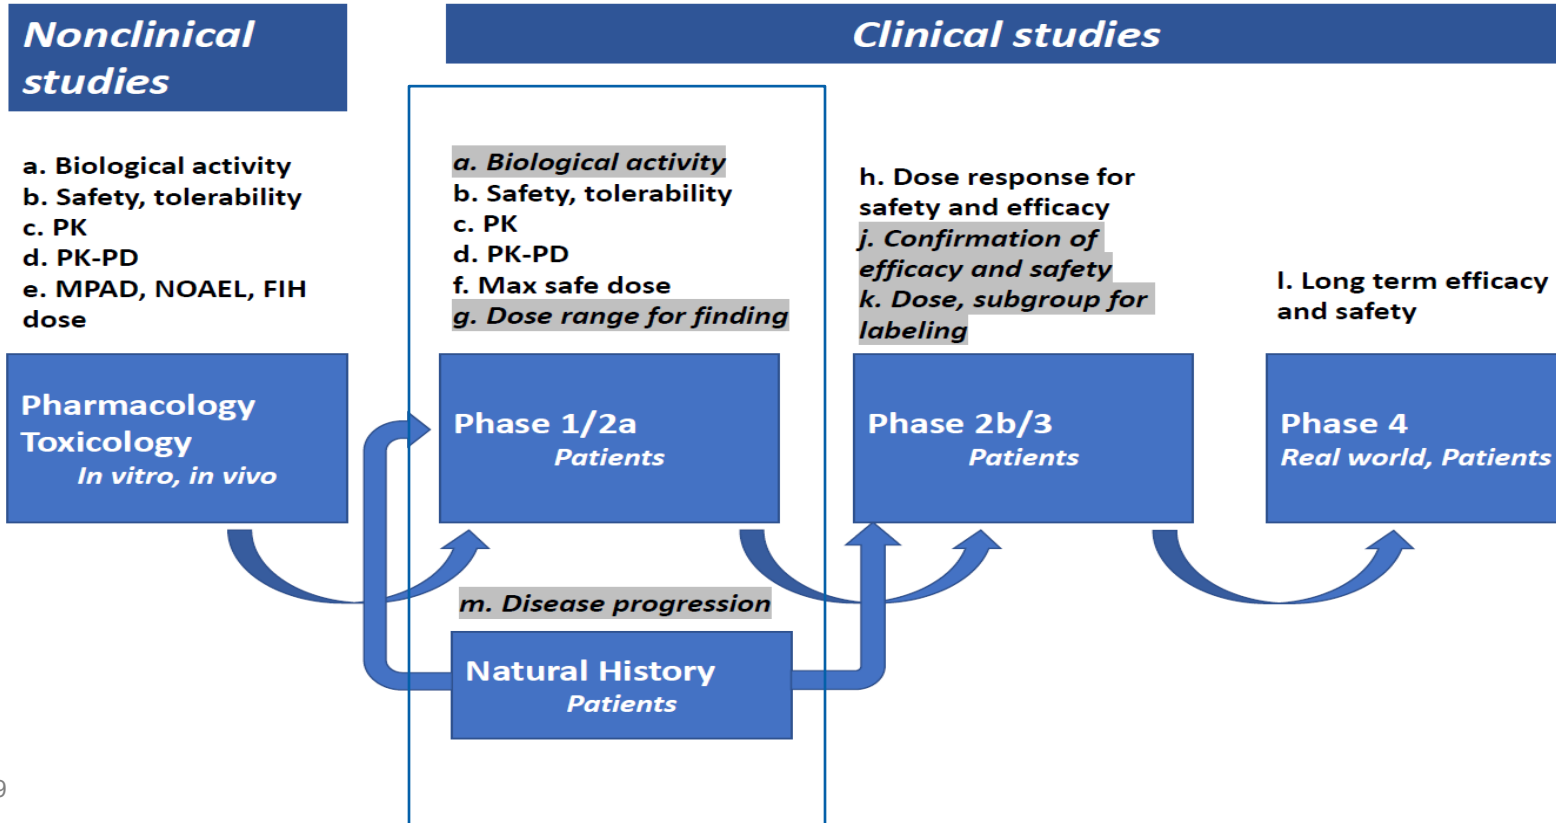 Nonclinical
studies
Clinical studies
a. Biological activity
b. Safety, tolerability
c. PK
d. PK-PD
e. MPAD, NOAEL, FIH
dose
a. Biological activity
b. Safety, tolerability
c. PK
d. PK-PD
f. Max safe dose
g. Dose range for finding
h. Dose response for
safety and efficacy
j. Confirmation of
efficacy and safety
k. Dose, subgroup for
labeling
l. Long term efficacy
and safety
Pharmacology
Toxicology
In vitro, in vivo
Phase 1/2a
Patients
Phase 2b/3
Patients
Phase 4
Real world, Patients
m. Disease progression
Natural History
Patients
9